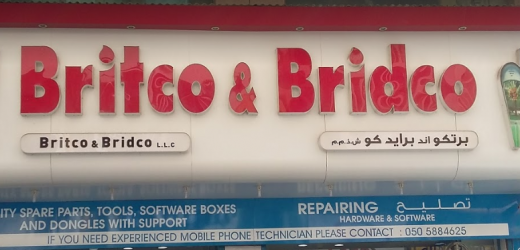 Britco & Bridco
Britco & Bridco L.L.C
برتكو اند برايد كو ش.ذ.م.م
ITY SPARE PARTS, TOOLS, SOFTWARE BOXES
AND DONGLES WITH SUPPORT
REPAIRING تصليح
HARDWARE & SOFTWARE
IF YOU NEED EXPERIENCED MOBILE PHONE TECHNICIAN PLEASE CONTACT : 050 5884625